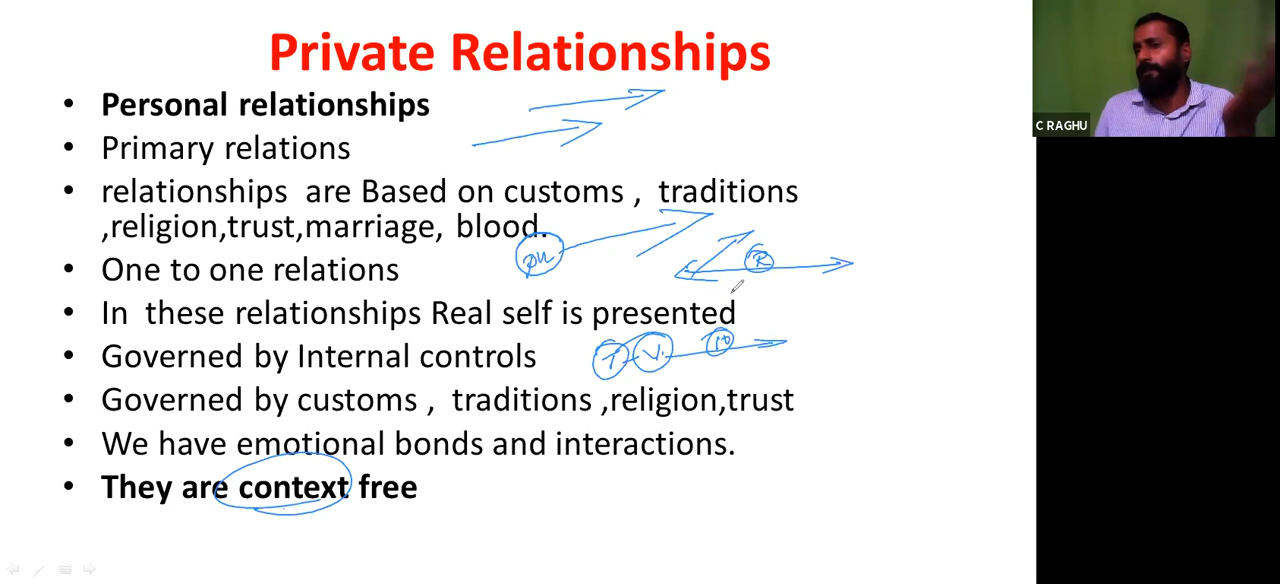 Private Relationships
• Personal relationships
• Primary relations
• relationships are Based on customs , traditions
,religion,trust,marriage, blood.
• One to one relations
• In these relationships Real self is presented
• Governed by Internal controls
• Governed by customs , traditions ,religion,trust
• We have emotional bonds and interactions.
• They are context free
R
T V.
C RAGHU